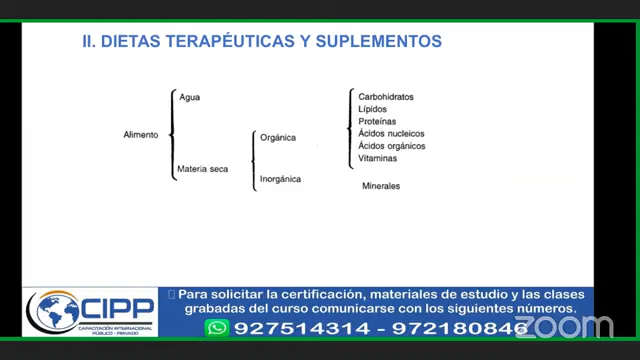 II. DIETAS TERAPÉUTICAS Y SUPLEMENTOS
Agua
Alimento
Materia seca
Orgánica
Inorgánica
Carbohidratos
Lípidos
Proteínas
Ácidos nucleicos
Ácidos orgánicos
Vitaminas
Minerales
CIPP
CAPACITACIÓN INTERNACIONAL
PÚBLICO - PRIVADO
Para solicitar la certificación, materiales de estudio y las clases
grabadas del curso comunicarse con los siguientes números.
927514314 - 972180846
zoom